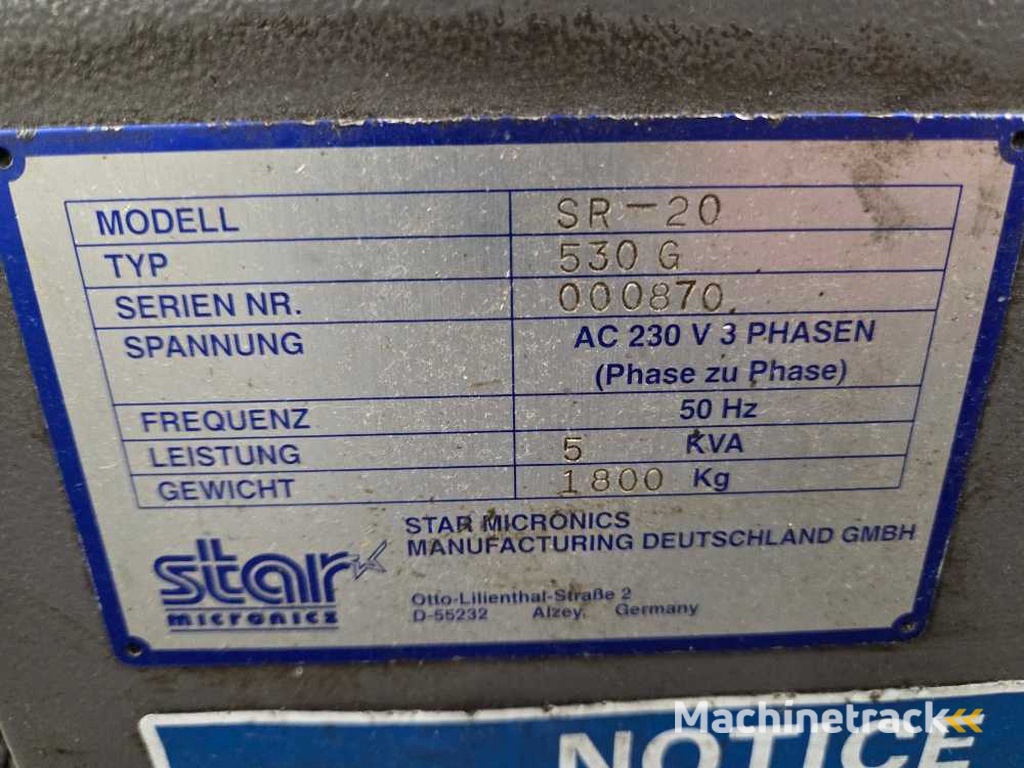 MODELL SR-20
TYP 530 G
SERIEN NR. 000870.
SPANNUNG AC 230 V 3 PHASEN
(Phase zu Phase)
FREQUENZ 50 Hz
LEISTUNG 5 KVA
GEWICHT 1800 Kg
star
micronics
STAR MICRONICS
MANUFACTURING DEUTSCHLAND GMBH
Otto-Lilienthal-Straße 2
D-55232 Alzey, Germany
Machinetrack
NOTICE